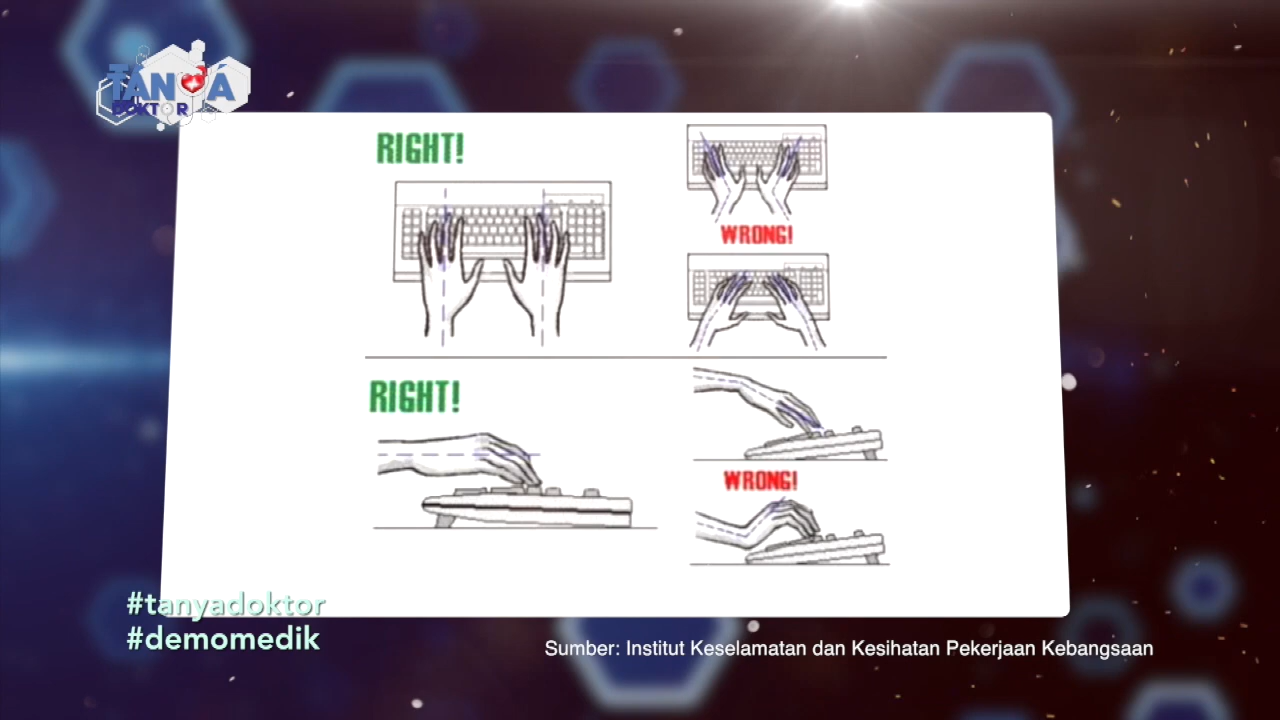 TANYA
DOKTOR
RIGHT!
WRONG!
RIGHT!
WRONG!
#tanyadoktor
#demomedik
Sumber: Institut Keselamatan dan Kesihatan Pekerjaan Kebangsaan